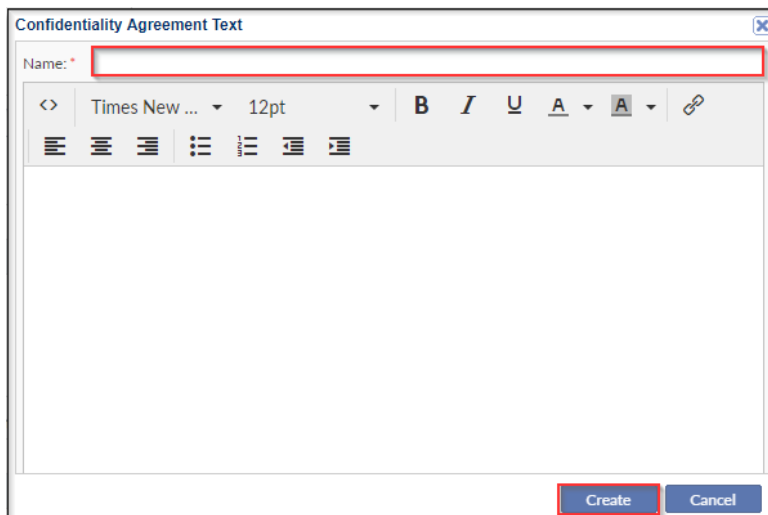 Confidentiality Agreement Text
Name: *
Times New ... 12pt B I U A A
Create Cancel